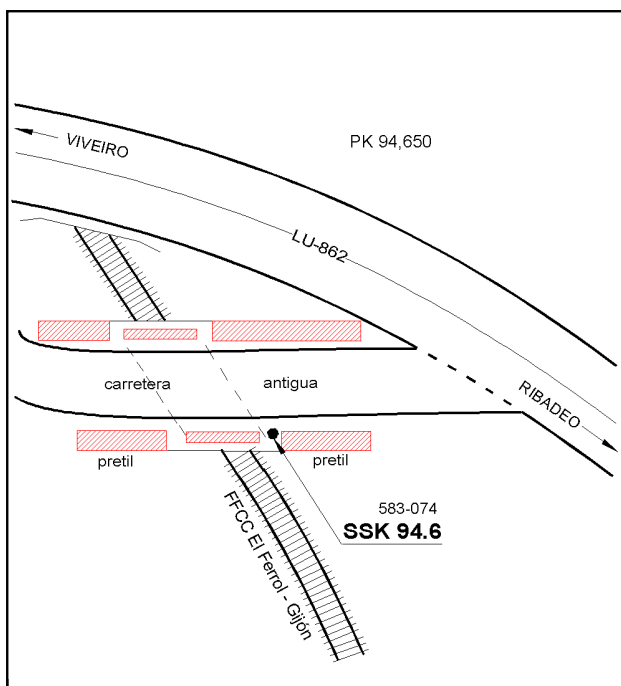 VIVEIRO
PK 94,650
LU-862
carretera
antigua
RIBADEO
pretil
pretil
583-074
SSK 94.6
FFCC El Ferrol - Gijón